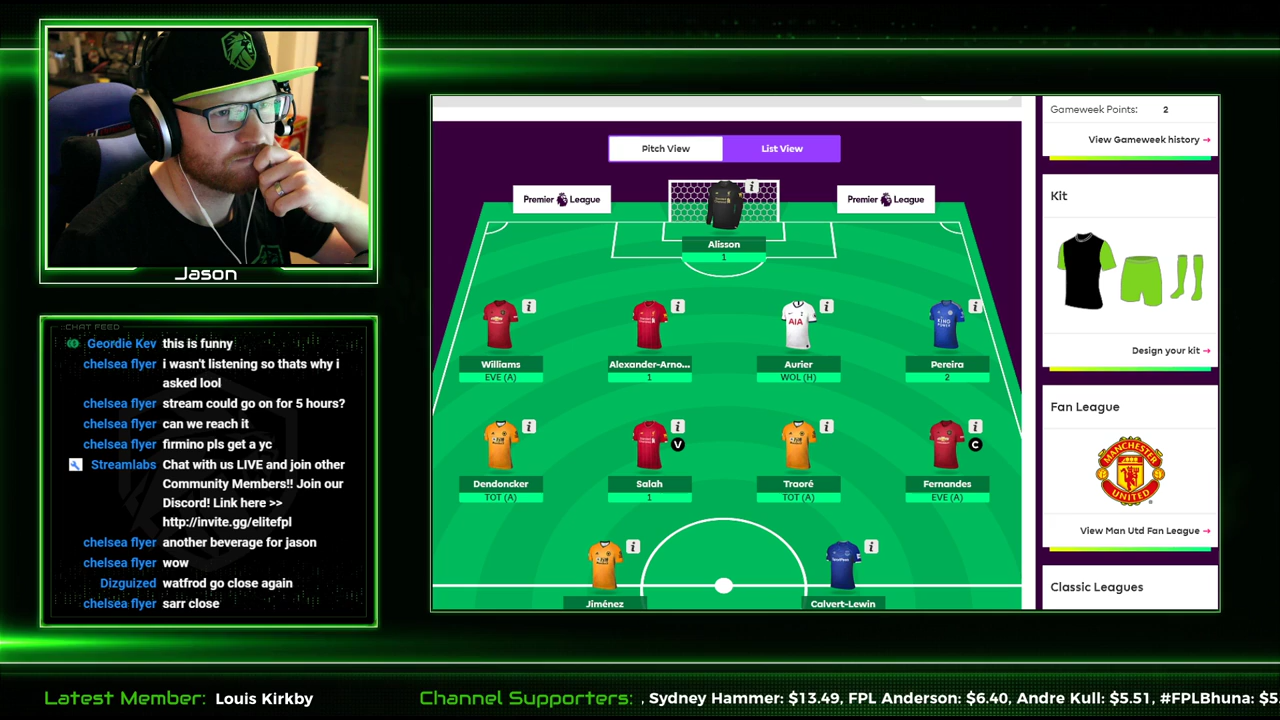 Jason
CHAT FEED
Geordie Kev this is funny
chelsea flyer i wasn't listening so thats why i
asked lool
chelsea flyer stream could go on for 5 hours?
chelsea flyer can we reach it
chelsea flyer firmino pls get a yc
Streamlabs Chat with us LIVE and join other
Community Members!! Join our
Discord! Link here >>
http://invite.gg/elitefpl
chelsea flyer another beverage for jason
chelsea flyer wow
Dizguized watfrod go close again
chelsea flyer sarr close
Pitch View List View
Premier League Premier League
Alisson
1
Williams Alexander-Arno... Aurier Pereira
EVE (A) 1 WOL (H) 2
AIA
KING POWER
V C
Dendoncker Salah Traoré Fernandes
TOT (A) 1 TOT (A) EVE (A)
Jiménez Calvert-Lewin
Gameweek Points: 2
View Gameweek history →
Kit
Design your kit →
Fan League
MANCHESTER
UNITED
View Man Utd Fan League →
Classic Leagues
Latest Member: Louis Kirkby
Channel Supporters: , Sydney Hammer: $13.49, FPL Anderson: $6.40, Andre Kull: $5.51, #FPLBhuna: $5